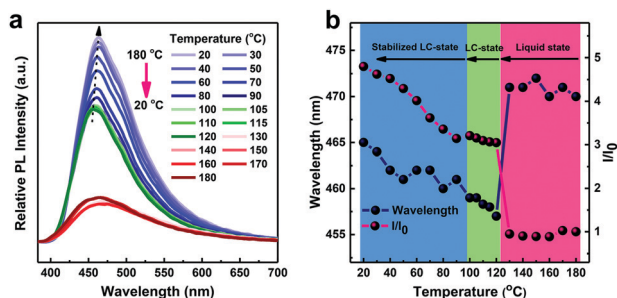 a
Relative PL Intensity (a.u.)
180 °C
20 °C
Temperature (°C)
20 30
40 50
60 70
80 90
100 105
110 115
120 130
140 150
160 170
180
400 450 500 550 600 650 700
Wavelength (nm)
b
Stabilized LC-state LC-state Liquid state
Wavelength (nm)
475
470
465
460
455
I/I0
5
4
3
2
1
Wavelength
I/I0
20 40 60 80 100 120 140 160 180
Temperature (°C)